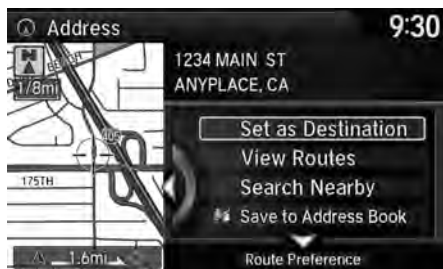 Address
9:30
1/8mi
BEACH
405
175TH
1.6mi
1234 MAIN ST
ANYPLACE, CA
Set as Destination
View Routes
Search Nearby
Save to Address Book
Route Preference